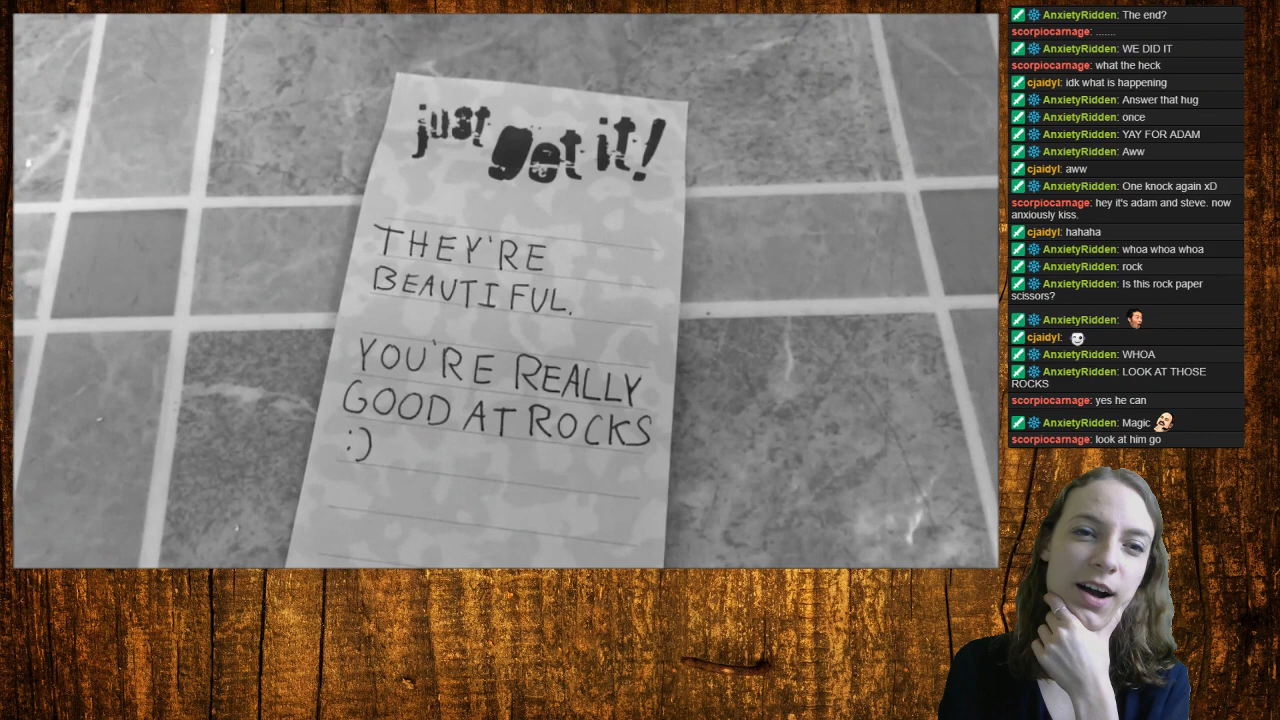 just get it!
THEY'RE
BEAUTIFUL.
YOU'RE REALLY
GOOD AT ROCKS
:)
AnxietyRidden: The end?
scorpiocarnage: .......
AnxietyRidden: WE DID IT
scorpiocarnage: what the heck
cjaidyl: idk what is happening
AnxietyRidden: Answer that hug
AnxietyRidden: once
AnxietyRidden: YAY FOR ADAM
AnxietyRidden: Aww
cjaidyl: aww
AnxietyRidden: One knock again xD
scorpiocarnage: hey it's adam and steve. now
anxiously kiss.
cjaidyl: hahaha
AnxietyRidden: whoa whoa whoa
AnxietyRidden: rock
AnxietyRidden: Is this rock paper
scissors?
AnxietyRidden:
cjaidyl:
AnxietyRidden: WHOA
AnxietyRidden: LOOK AT THOSE
ROCKS
scorpiocarnage: yes he can
AnxietyRidden: Magic
scorpiocarnage: look at him go